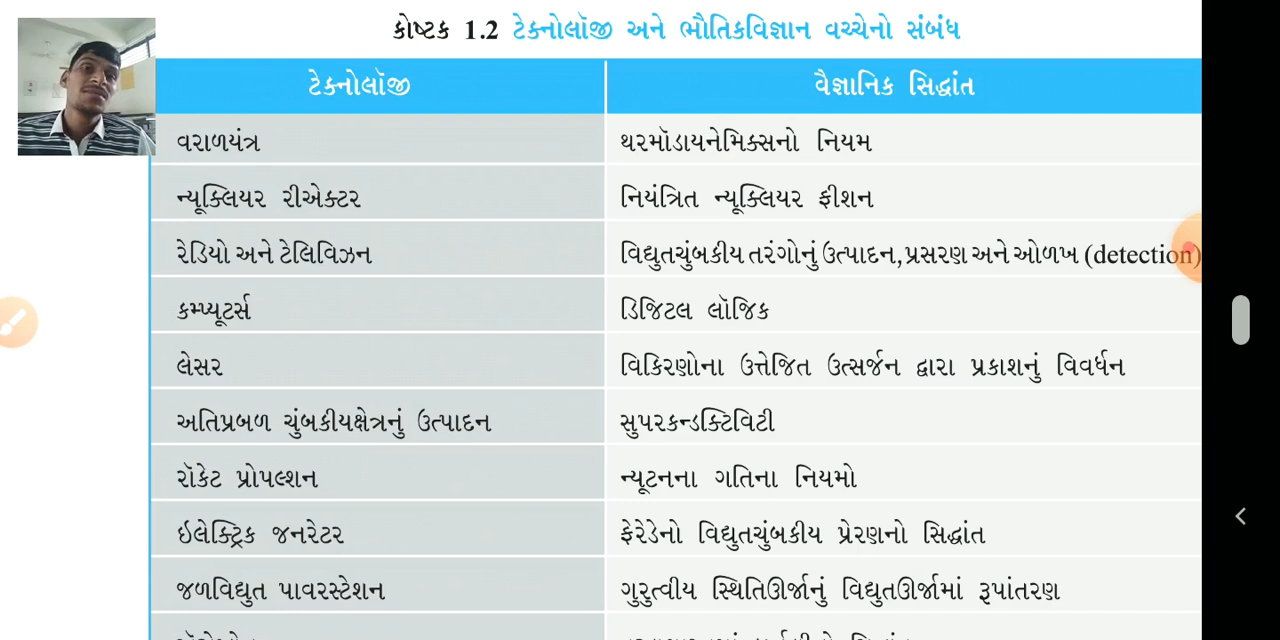 કોષ્ટક 1.2 ટેક્નોલૉજી અને ભૌતિકવિજ્ઞાન વચ્ચેનો સંબંધ
ટેક્નોલૉજી વૈજ્ઞાનિક સિદ્ધાંત
વરાળયંત્ર થરમૉડાયનેમિક્સનો નિયમ
ન્યૂક્લિયર રીએક્ટર નિયંત્રિત ન્યૂક્લિયર ફીશન
રેડિયો અને ટેલિવિઝન વિદ્યુતચુંબકીય તરંગોનું ઉત્પાદન, પ્રસરણ અને ઓળખ (detection)
કમ્પ્યૂટર્સ ડિજિટલ લૉજિક
લેસર વિકિરણોના ઉત્તેજિત ઉત્સર્જન દ્વારા પ્રકાશનું વિવર્ધન
અતિપ્રબળ ચુંબકીયક્ષેત્રનું ઉત્પાદન સુપરકન્ડક્ટિવિટી
રૉકેટ પ્રોપલ્શન ન્યૂટનના ગતિના નિયમો
ઇલેક્ટ્રિક જનરેટર ફેરેડેનો વિદ્યુતચુંબકીય પ્રેરણનો સિદ્ધાંત
જળવિદ્યુત પાવરસ્ટેશન ગુરુત્વીય સ્થિતિઊર્જાનું વિદ્યુતઊર્જામાં રૂપાંતરણ